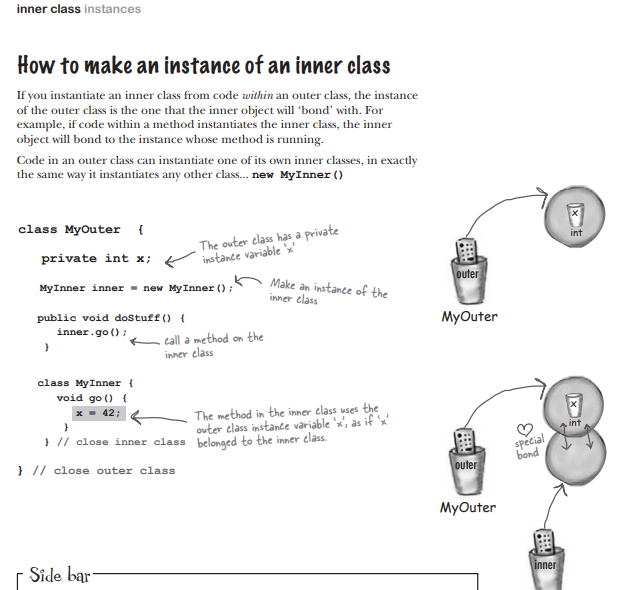 inner class instances
How to make an instance of an inner class
If you instantiate an inner class from code within an outer class, the instance
of the outer class is the one that the inner object will ‘bond’ with. For
example, if code within a method instantiates the inner class, the inner
object will bond to the instance whose method is running.
Code in an outer class can instantiate one of its own inner classes, in exactly
the same way it instantiates any other class... new MyInner()
class MyOuter {
private int x;
The outer class has a private
instance variable ‘x’
MyInner inner = new MyInner();
Make an instance of the
inner class
public void doStuff() {
inner.go();
}
call a method on the
inner class
class MyInner {
void go() {
x = 42;
}
} // close inner class
The method in the inner class uses the
outer class instance variable ‘x’, as if ‘x’
belonged to the inner class.
} // close outer class
x
int
outer
MyOuter
x
int
special
bond
outer
MyOuter
inner
Side bar